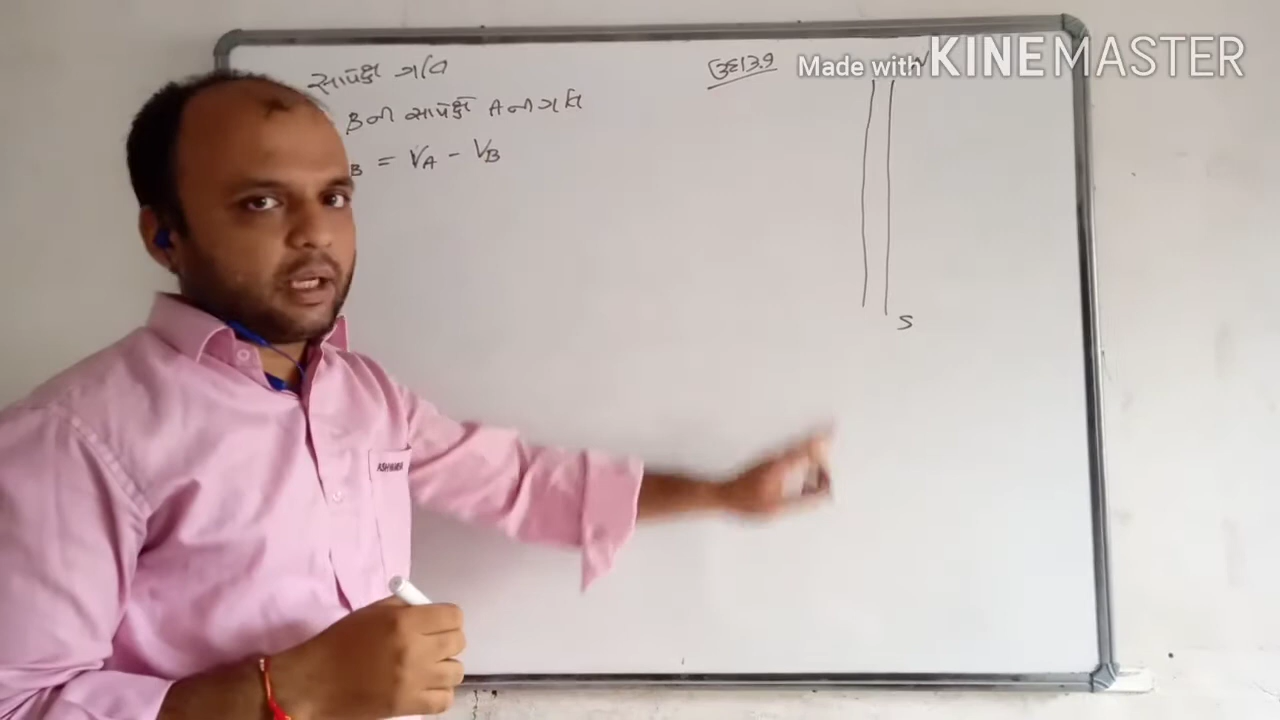 સાપેક્ષ ગતિ
B ની સાપેક્ષે A ની ગતિ
B = VA - VB
ઉદા ૩.૭
Made with KINEMASTER
N
S